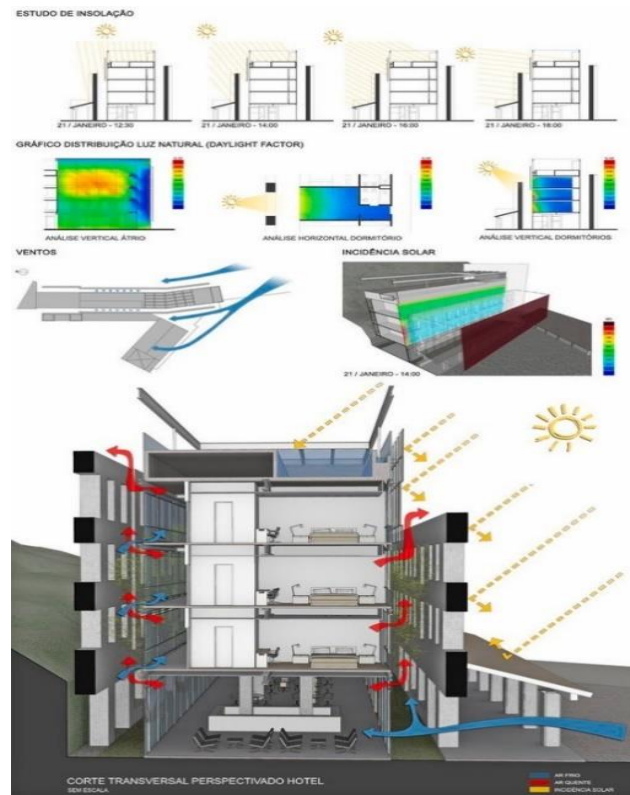 ESTUDO DE INSOLAÇÃO
21 / JANEIRO - 12:30
21 / JANEIRO - 14:00
21 / JANEIRO - 16:00
21 / JANEIRO - 18:00
GRÁFICO DISTRIBUIÇÃO LUZ NATURAL (DAYLIGHT FACTOR)
ANÁLISE VERTICAL ÁTRIO
ANÁLISE HORIZONTAL DORMITÓRIO
ANÁLISE VERTICAL DORMITÓRIOS
VENTOS
INCIDÊNCIA SOLAR
21 / JANEIRO - 14:00
CORTE TRANSVERSAL PERSPECTIVADO HOTEL
SEM ESCALA
AR FRIO
AR QUENTE
INCIDÊNCIA SOLAR